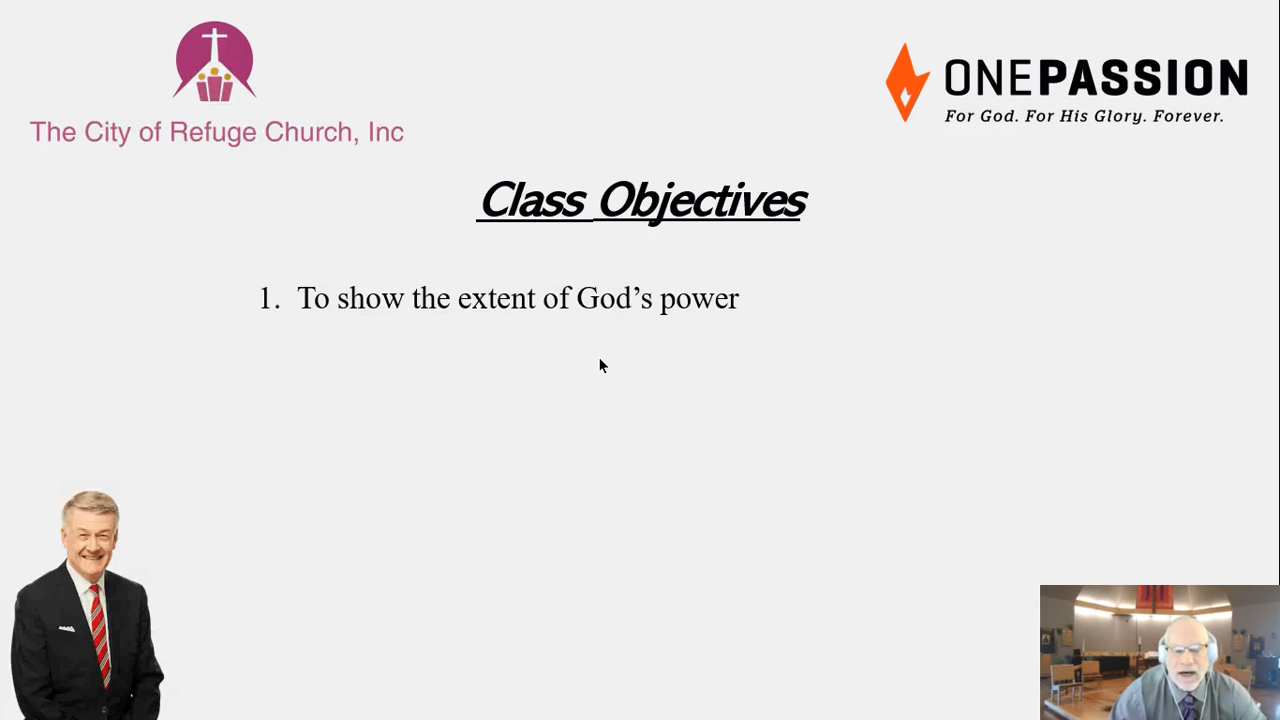 The City of Refuge Church, Inc
ONEPASSION
For God. For His Glory. Forever.
Class Objectives
1. To show the extent of God’s power